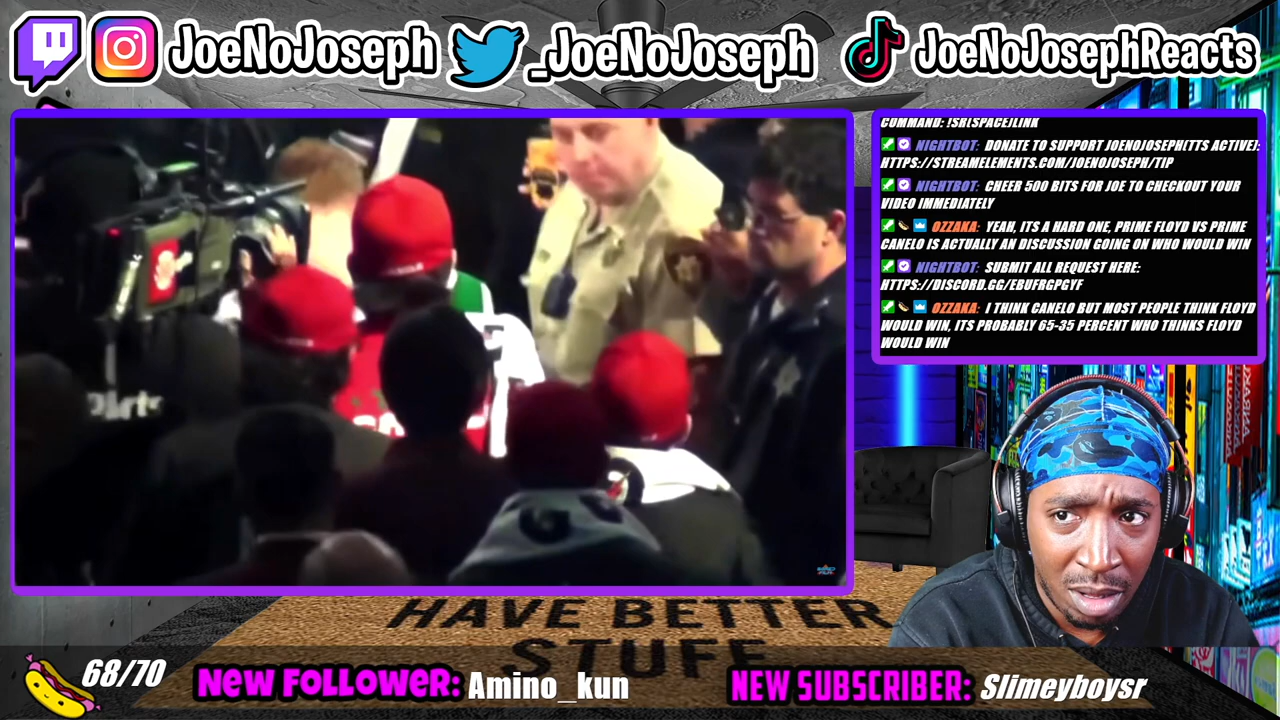 JoeNoJoseph
_JoeNoJoseph
JoeNoJosephReacts
COMMAND: !SR[SPACE]LINK
NIGHTBOT: DONATE TO SUPPORT JOENOJOSEPH(TTS ACTIVE):
HTTPS://STREAMELEMENTS.COM/JOENOJOSEPH/TIP
NIGHTBOT: CHEER 500 BITS FOR JOE TO CHECKOUT YOUR
VIDEO IMMEDIATELY
OZZAKA: YEAH, ITS A HARD ONE, PRIME FLOYD VS PRIME
CANELO IS ACTUALLY AN DISCUSSION GOING ON WHO WOULD WIN
NIGHTBOT: SUBMIT ALL REQUEST HERE:
HTTPS://DISCORD.GG/EBUFRGPGYF
OZZAKA: I THINK CANELO BUT MOST PEOPLE THINK FLOYD
WOULD WIN, ITS PROBABLY 65-35 PERCENT WHO THINKS FLOYD
WOULD WIN
HAVE BETTER
STUFF
68/70
NEW FOLLOWER: Amino_kun
NEW SUBSCRIBER: Slimeyboysr